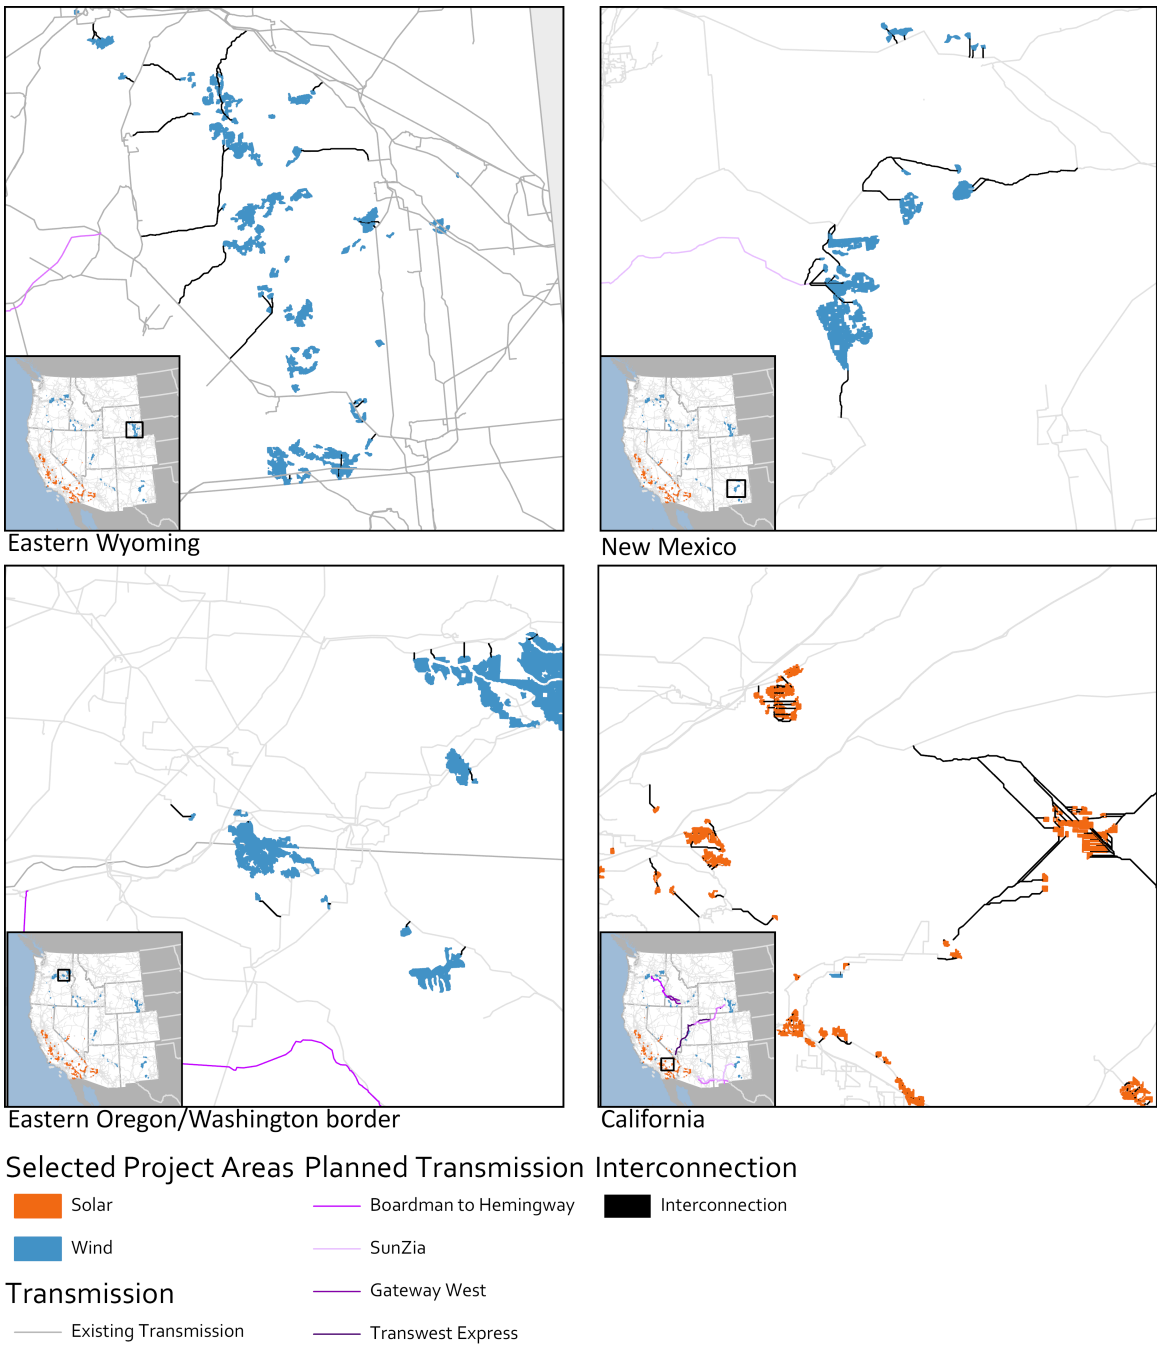 Eastern Wyoming
New Mexico
Eastern Oregon/Washington border
California
Selected Project Areas
Solar
Wind
Transmission
Existing Transmission
Planned Transmission
Boardman to Hemingway
SunZia
Gateway West
Transwest Express
Interconnection
Interconnection